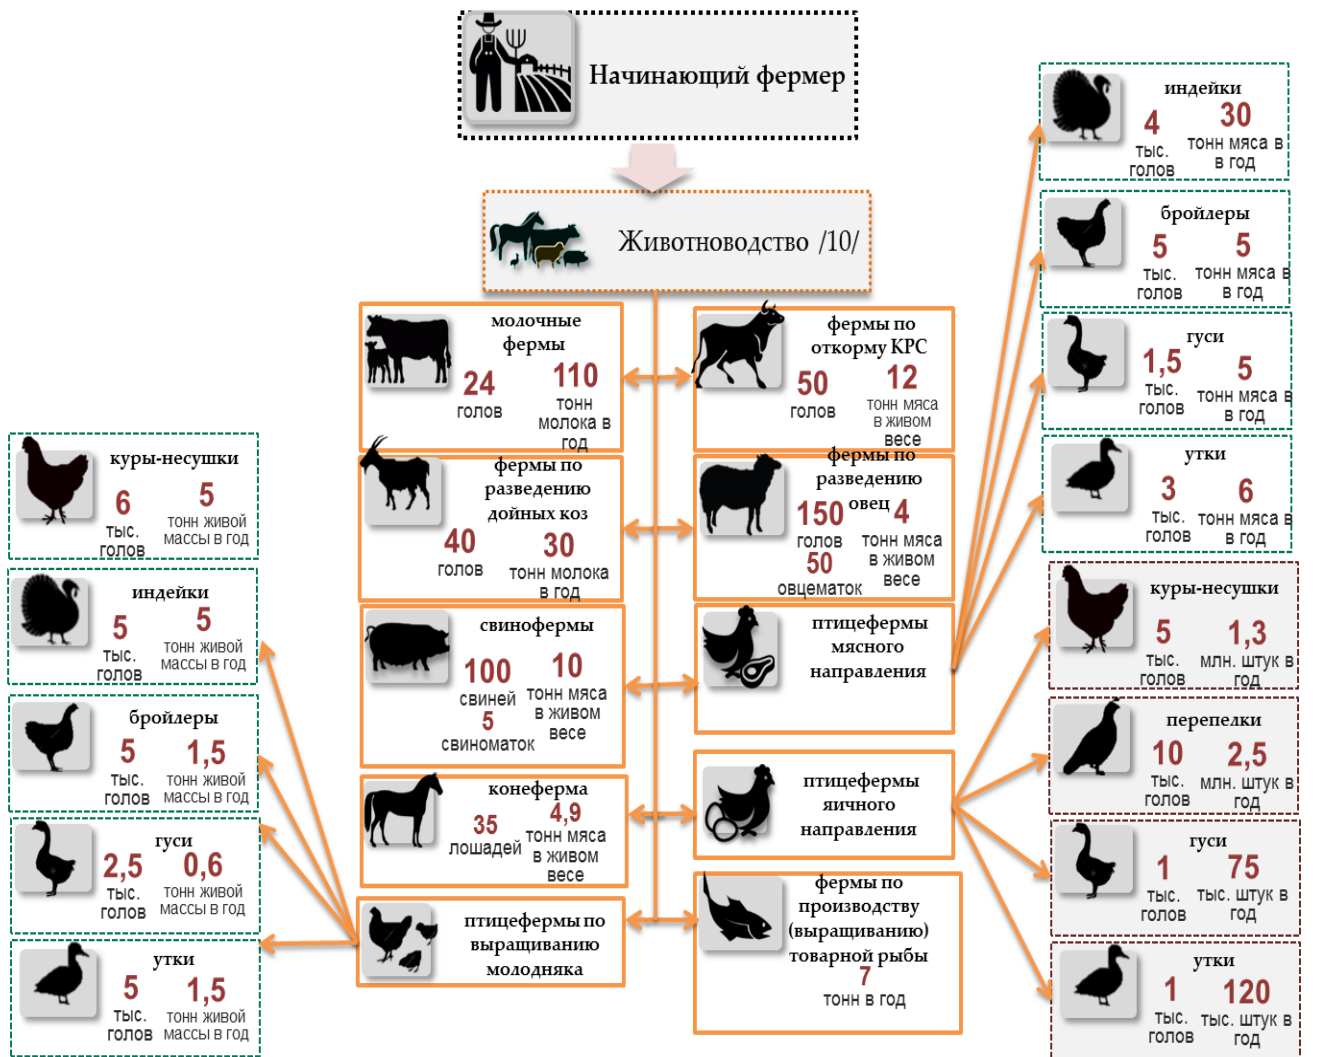 Начинающий фермер
Животноводство /10/
молочные
фермы
24
голов
110
тонн
молока в
год
фермы по
откорму КРС
50
голов
12
тонн мяса
в живом
весе
фермы по
разведению
дойных коз
40
голов
30
тонн молока
в год
фермы по
разведению
овец
150
голов
50
овцематок
4
тонн мяса
в живом
весе
свинофермы
100
свиней
5
свиноматок
10
тонн мяса
в живом
весе
птицефермы
мясного
направления
конеферма
35
лошадей
4,9
тонн мяса
в живом
весе
птицефермы
яичного
направления
птицефермы по
выращиванию
молодняка
фермы по
производству
(выращиванию)
товарной рыбы
7
тонн в год
куры-несушки
6
тыс.
голов
5
тонн живой
массы в год
индейки
5
тыс.
голов
5
тонн живой
массы в год
бройлеры
5
тыс.
голов
1,5
тонн живой
массы в год
гуси
2,5
тыс.
голов
0,6
тонн живой
массы в год
утки
5
тыс.
голов
1,5
тонн живой
массы в год
индейки
4
тыс.
голов
30
тонн мяса в
в год
бройлеры
5
тыс.
голов
5
тонн мяса в
в год
гуси
1,5
тыс.
голов
5
тонн мяса в
в год
утки
3
тыс.
голов
6
тонн мяса в
в год
куры-несушки
5
тыс.
голов
1,3
млн. штук в
год
перепелки
10
тыс.
голов
2,5
млн. штук в
год
гуси
1
тыс.
голов
75
тыс. штук в
год
утки
1
тыс.
голов
120
тыс. штук в
год